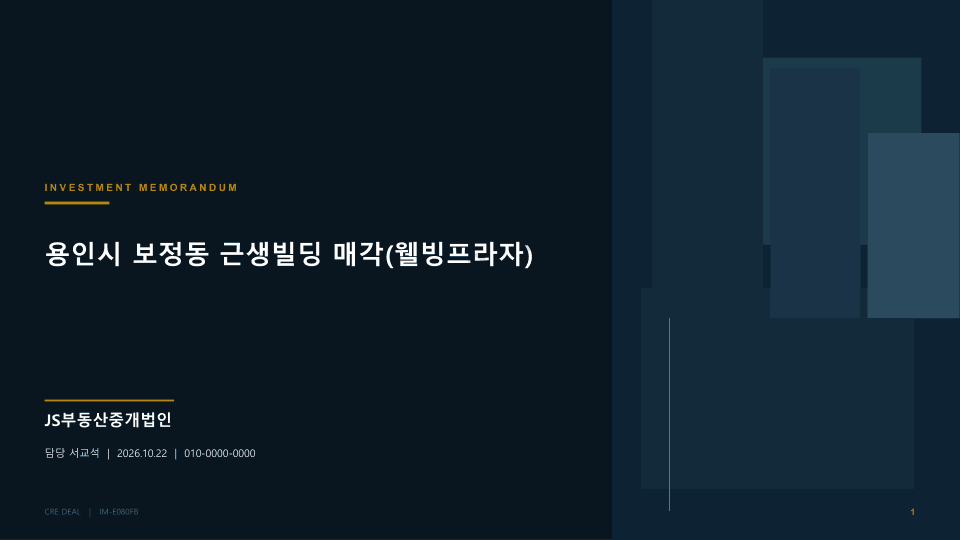 INVESTMENT MEMORANDUM
용인시 보정동 근생빌딩 매각(웰빙프라자)
JS부동산중개법인
담당 서교석 | 2026.10.22 | 010-0000-0000
CRE DEAL | IM-E080FB
1